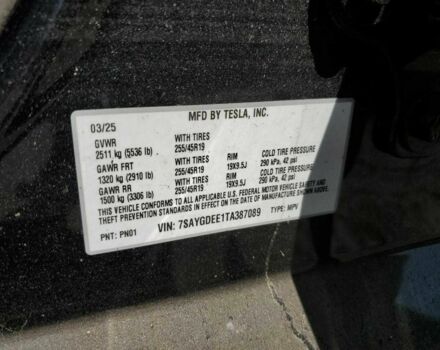 MFD BY TESLA, INC.
03/25
GVWR WITH TIRES
2511 kg (5536 lb) 255/45R19
GAWR FRT WITH TIRES RIM COLD TIRE PRESSURE
1320 kg (2910 lb) 255/45R19 19X9.5J 290 kPa, 42 psi
GAWR RR WITH TIRES RIM COLD TIRE PRESSURE
1500 kg (3306 lb) 255/45R19 19X9.5J 290 kPa, 42 psi
THIS VEHICLE CONFORMS TO ALL APPLICABLE U.S. FEDERAL MOTOR VEHICLE SAFETY AND
THEFT PREVENTION STANDARDS IN EFFECT ON THE DATE OF MANUFACTURE SHOWN ABOVE.
PNT: PN01 VIN: 7SAYGDEE1TA387089 TYPE: MPV